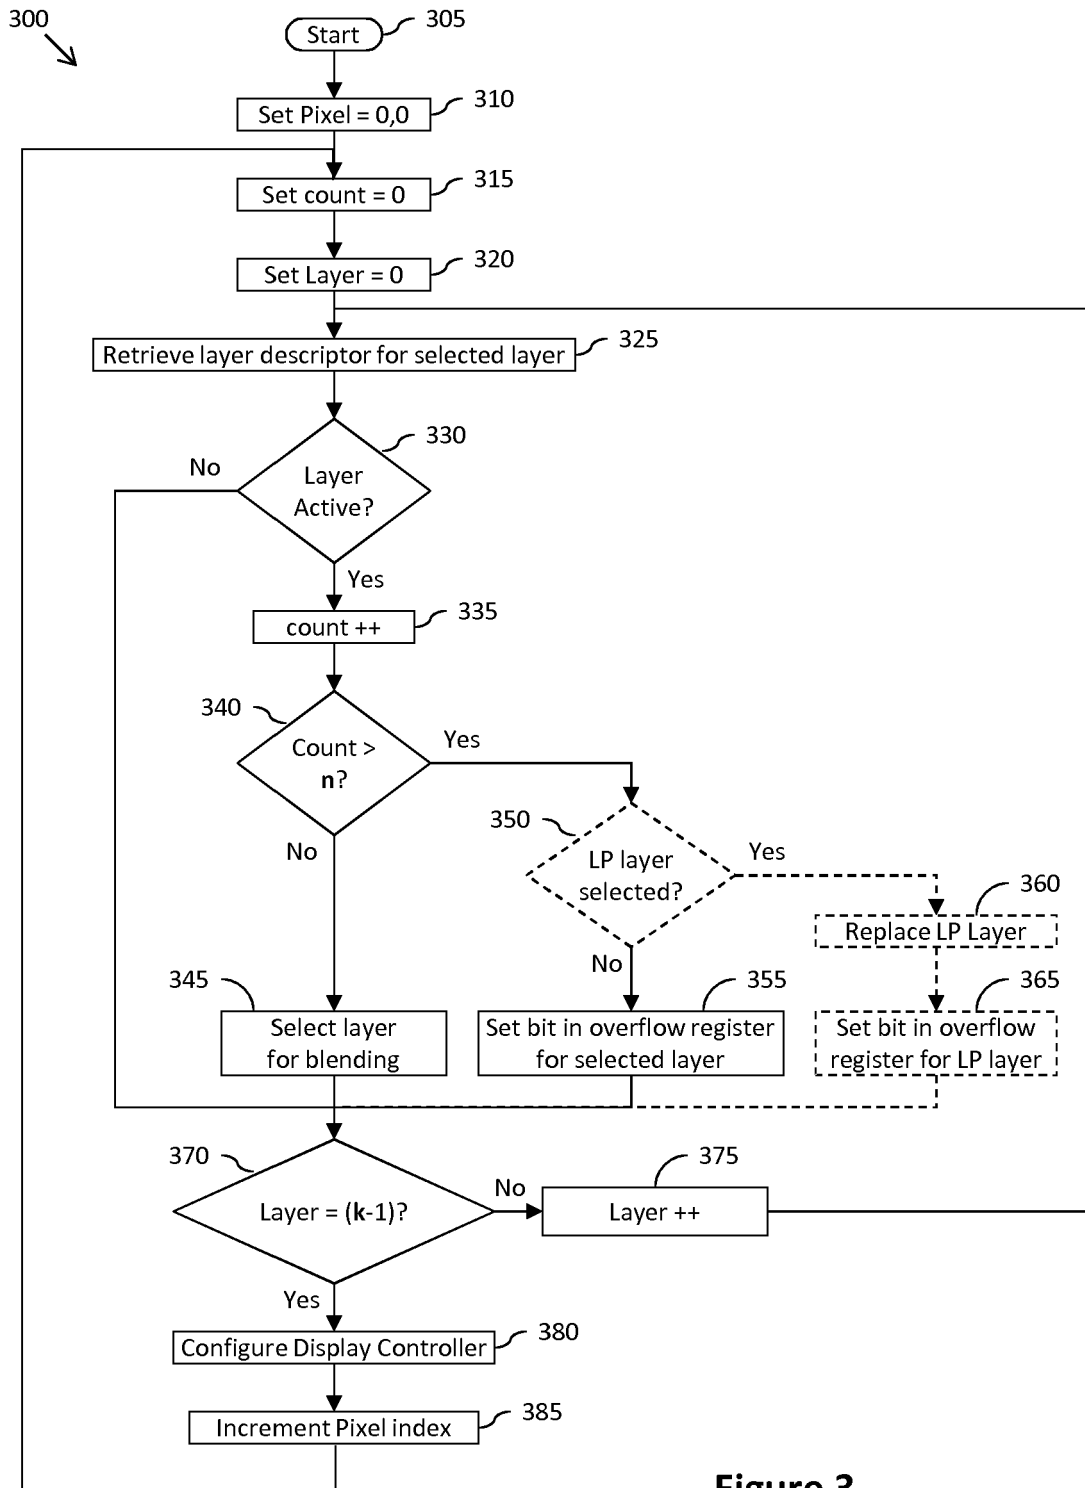 300
Start
305
Set Pixel = 0,0
310
Set count = 0
315
Set Layer = 0
320
Retrieve layer descriptor for selected layer
325
330
No
Layer
Active?
Yes
count ++
335
340
Count >
n?
Yes
350
LP layer
selected?
Yes
No
360
Replace LP Layer
No
345
355
365
Select layer
for blending
Set bit in overflow register
for selected layer
Set bit in overflow
register for LP layer
370
Layer = (k-1)?
No
375
Layer ++
Yes
Configure Display Controller
380
Increment Pixel index
385
Figure 3